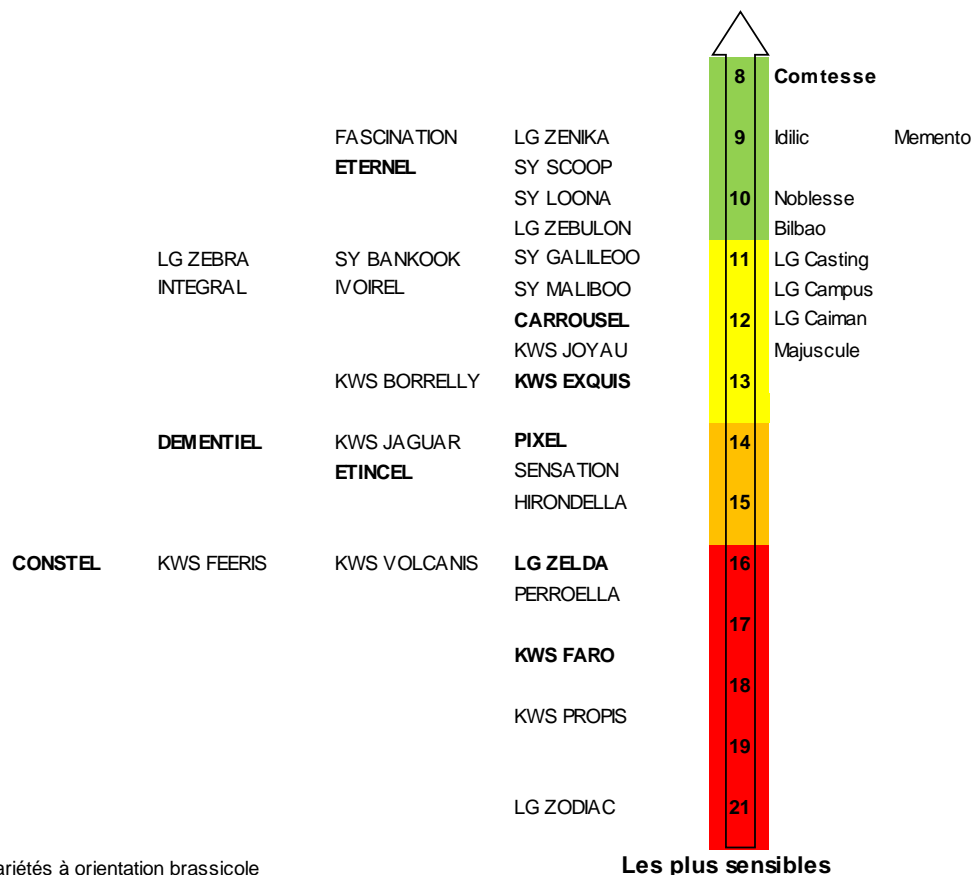 8 Comtesse
FASCINATION LG ZENIKA 9 Idilic Memento
ETERNEL SY SCOOP
SY LOONA 10 Noblesse
LG ZEBULON Bilbao
LG ZEBRA SY BANKOOK SY GALILEOO 11 LG Casting
INTEGRAL IVOIREL SY MALIBOO LG Campus
CARROUSEL 12 LG Caiman
KWS JOYAU Majuscule
KWS BORRELLY KWS EXQUIS 13
DEMENTIEL KWS JAGUAR PIXEL 14
ETINCEL SENSATION
HIRONDELLA 15
CONSTEL KWS FEERIS KWS VOLCANIS LG ZELDA 16
PERROELLA
17
KWS FARO
18
KWS PROPIS
19
LG ZODIAC 21
ariétés à orientation brassicole Les plus sensibles